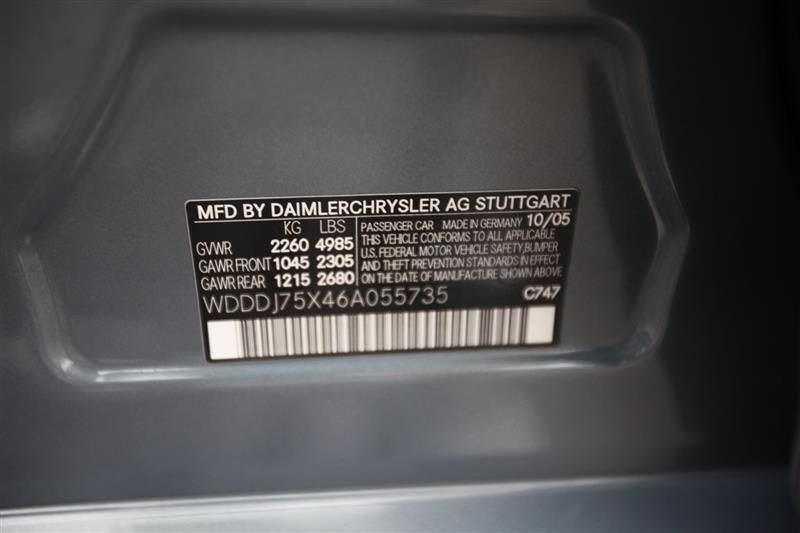 MFD BY DAIMLERCHRYSLER AG STUTTGART
KG LBS
GVWR 2260 4985
GAWR FRONT 1045 2305
GAWR REAR 1215 2680
PASSENGER CAR MADE IN GERMANY 10/05
THIS VEHICLE CONFORMS TO ALL APPLICABLE
U.S. FEDERAL MOTOR VEHICLE SAFETY, BUMPER
AND THEFT PREVENTION STANDARDS IN EFFECT
ON THE DATE OF MANUFACTURE SHOWN ABOVE.
WDDDJ75X46A055735 C747